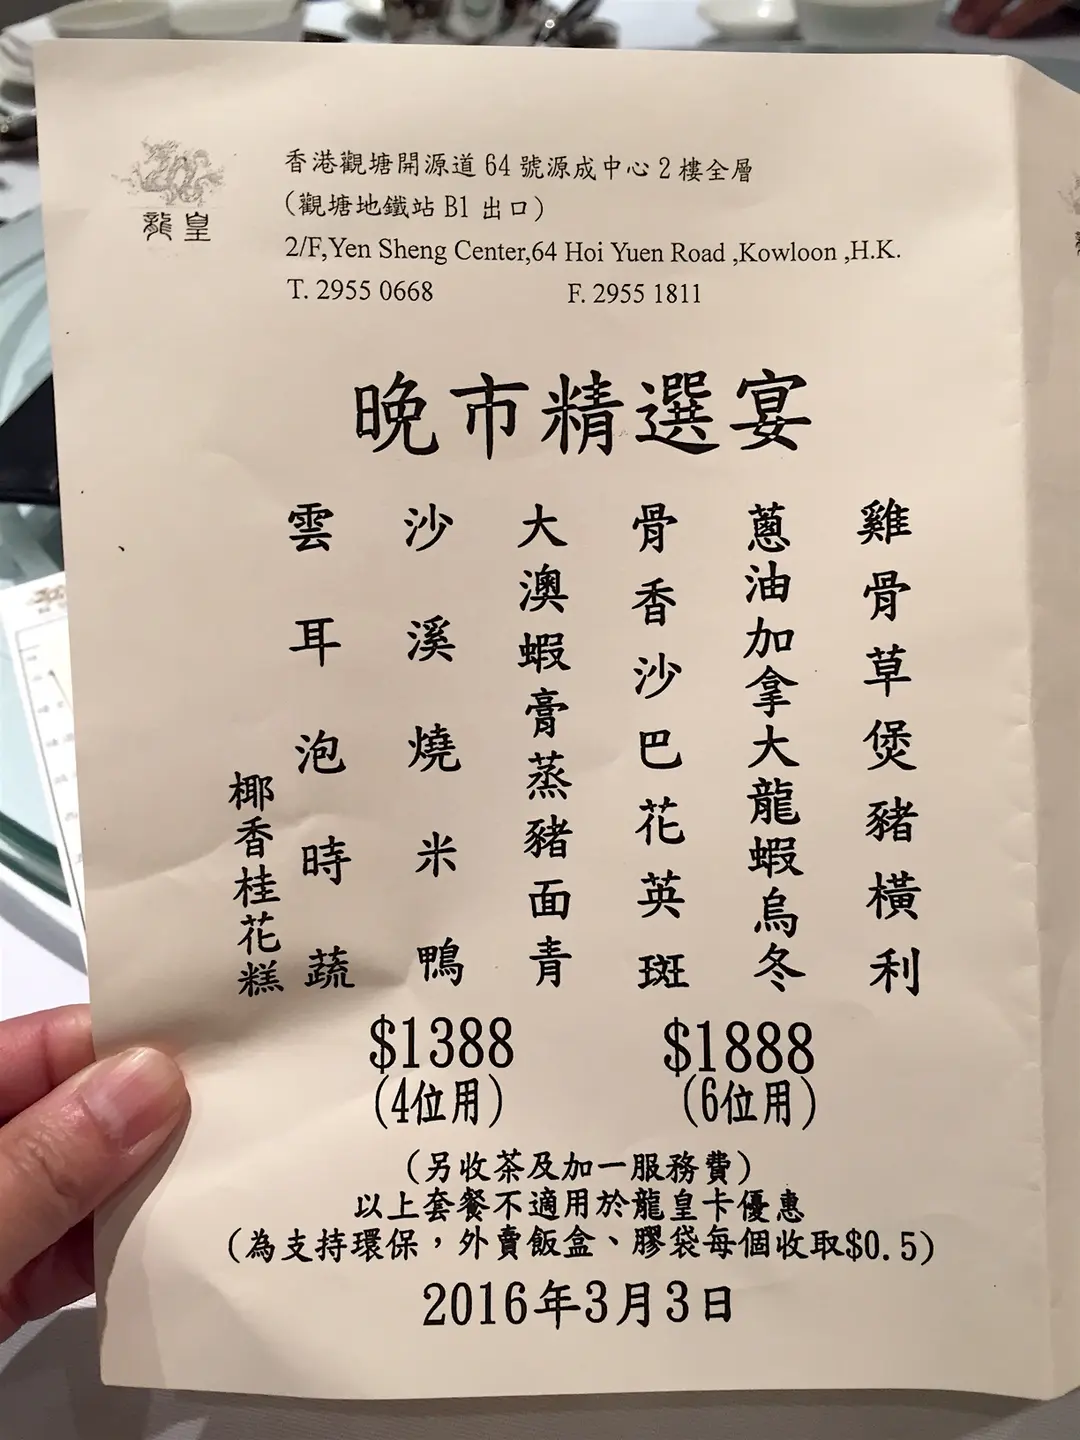 龍皇
香港觀塘開源道 64 號源成中心 2 樓全層
(觀塘地鐵站 B1 出口)
2/F,Yen Sheng Center,64 Hoi Yuen Road ,Kowloon ,H.K.
T. 2955 0668 F. 2955 1811
晚市精選宴
雞骨草煲豬橫利
蔥油加拿大龍蝦烏冬
骨香沙巴花英斑
大澳蝦膏蒸豬面青
沙溪燒米鴨
雲耳泡時蔬
椰香桂花糕
$1388 $1888
(4位用) (6位用)
(另收茶及加一服務費)
以上套餐不適用於龍皇卡優惠
(為支持環保，外賣飯盒、膠袋每個收取$0.5)
2016年3月3日